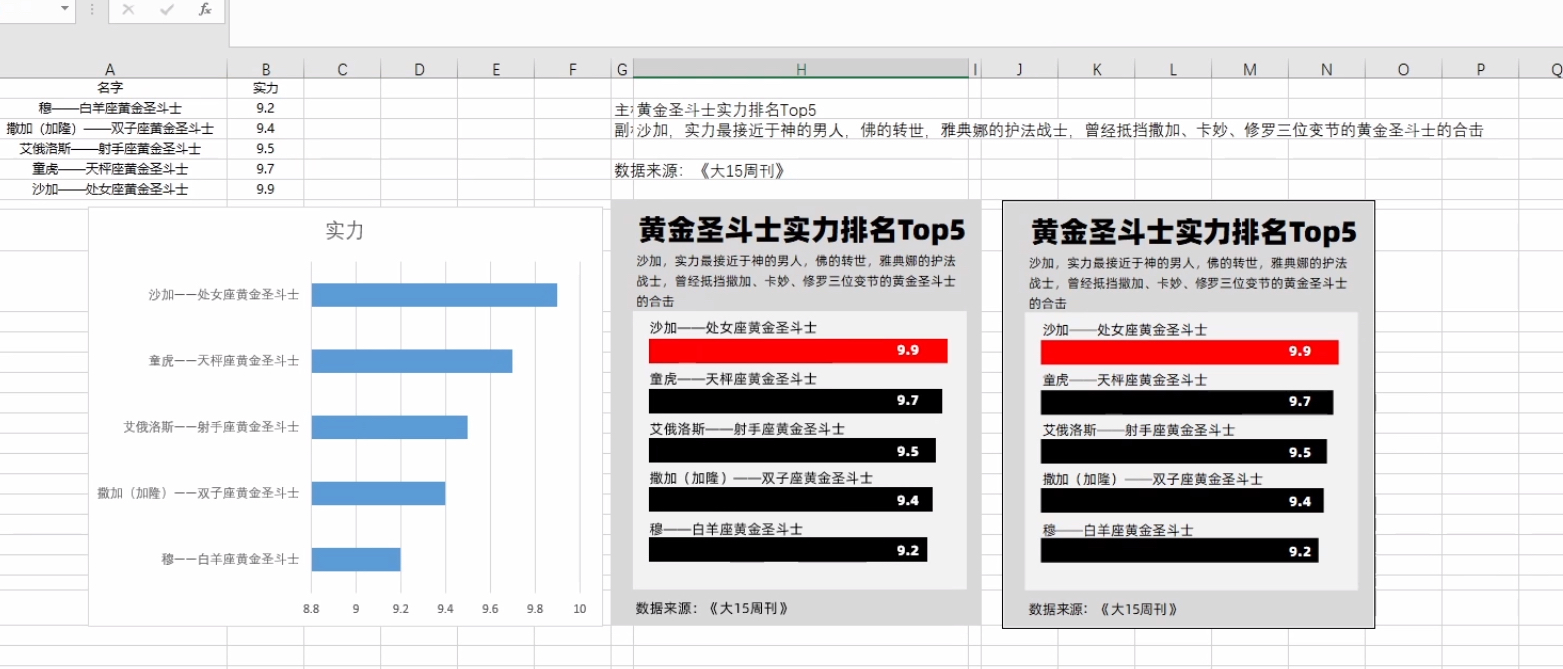 fx
A B C D E F G H I J K L M N O P Q
名字 实力
穆——白羊座黄金圣斗士 9.2
撒加（加隆）——双子座黄金圣斗士 9.4
艾俄洛斯——射手座黄金圣斗士 9.5
童虎——天枰座黄金圣斗士 9.7
沙加——处女座黄金圣斗士 9.9
主 黄金圣斗士实力排名Top5
副 沙加，实力最接近于神的男人，佛的转世，雅典娜的护法战士，曾经抵挡撒加、卡妙、修罗三位变节的黄金圣斗士的合击
数据来源：《大15周刊》
实力
沙加——处女座黄金圣斗士
童虎——天枰座黄金圣斗士
艾俄洛斯——射手座黄金圣斗士
撒加（加隆）——双子座黄金圣斗士
穆——白羊座黄金圣斗士
8.8 9 9.2 9.4 9.6 9.8 10
黄金圣斗士实力排名Top5
沙加，实力最接近于神的男人，佛的转世，雅典娜的护法
战士，曾经抵挡撒加、卡妙、修罗三位变节的黄金圣斗士
的合击
沙加——处女座黄金圣斗士
9.9
童虎——天枰座黄金圣斗士
9.7
艾俄洛斯——射手座黄金圣斗士
9.5
撒加（加隆）——双子座黄金圣斗士
9.4
穆——白羊座黄金圣斗士
9.2
数据来源：《大15周刊》
黄金圣斗士实力排名Top5
沙加，实力最接近于神的男人，佛的转世，雅典娜的护法
战士，曾经抵挡撒加、卡妙、修罗三位变节的黄金圣斗士
的合击
沙加——处女座黄金圣斗士
9.9
童虎——天枰座黄金圣斗士
9.7
艾俄洛斯——射手座黄金圣斗士
9.5
撒加（加隆）——双子座黄金圣斗士
9.4
穆——白羊座黄金圣斗士
9.2
数据来源：《大15周刊》